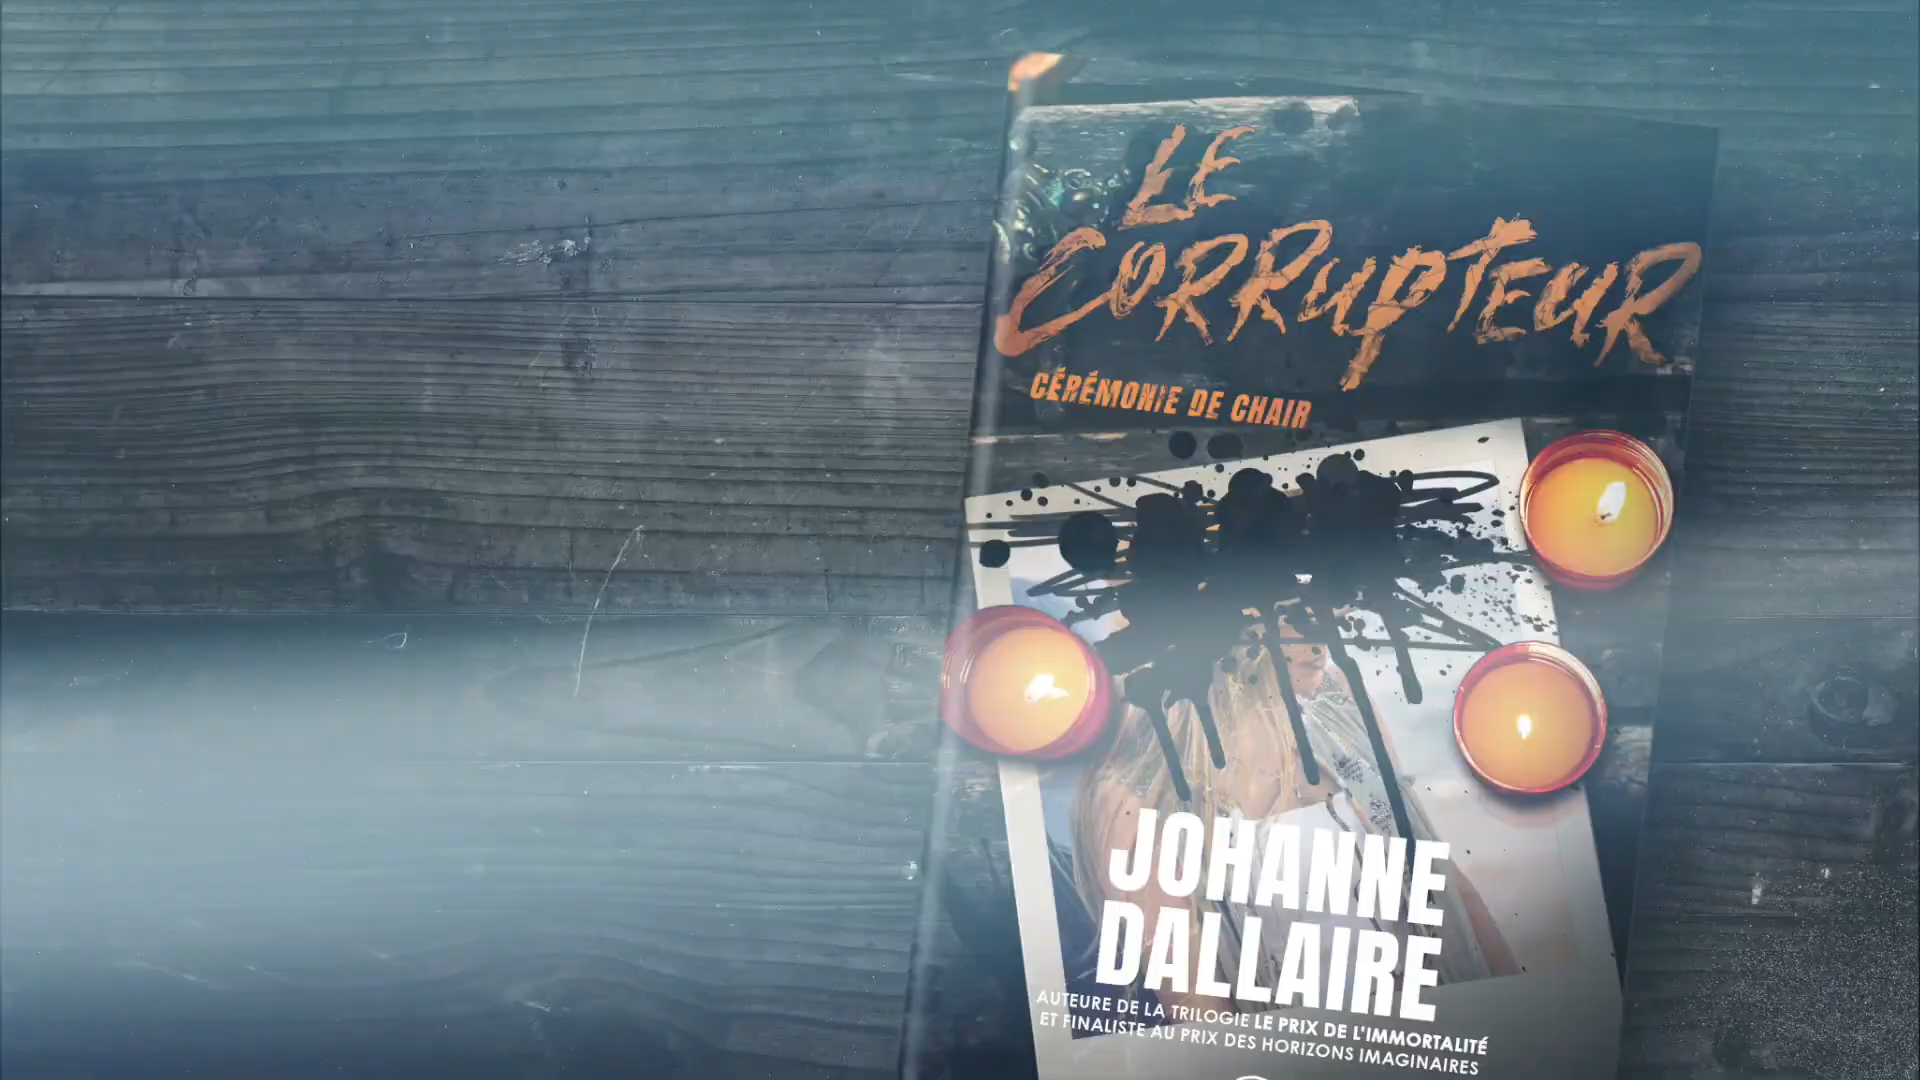 LE
CORRUPTEUR
CÉRÉMONIE DE CHAIR
JOHANNE
DALLAIRE
AUTEURE DE LA TRILOGIE LE PRIX DE L'IMMORTALITÉ
ET FINALISTE AU PRIX DES HORIZONS IMAGINAIRES